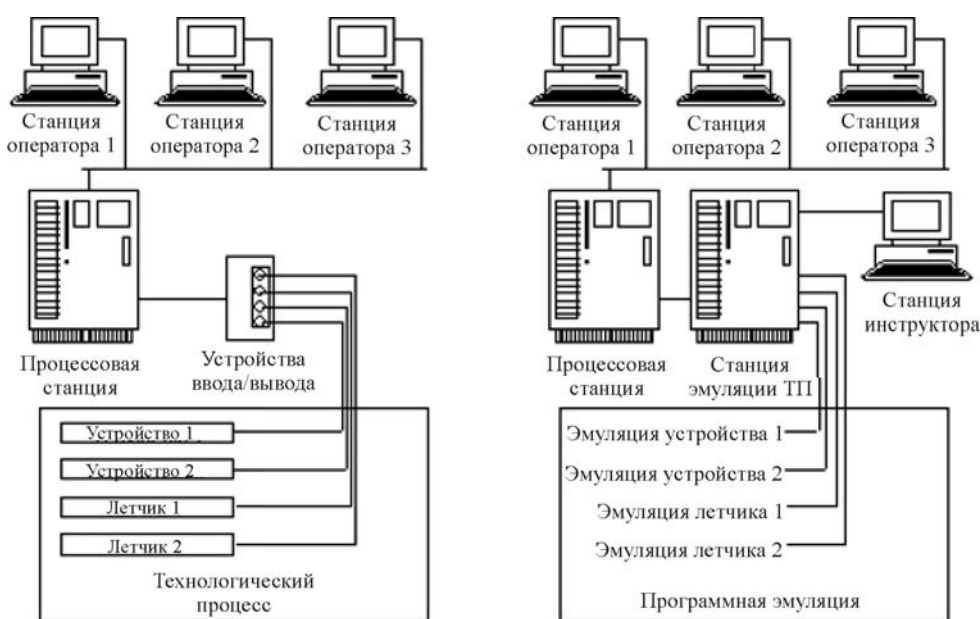 Станция
оператора 1
Станция
оператора 2
Станция
оператора 3
Процессовая
станция
Устройства
ввода/вывода
Устройство 1
Устройство 2
Летчик 1
Летчик 2
Технологический
процесс
Станция
оператора 1
Станция
оператора 2
Станция
оператора 3
Станция
инструктора
Процессовая
станция
Станция
эмуляции ТП
Эмуляция устройства 1
Эмуляция устройства 2
Эмуляция летчика 1
Эмуляция летчика 2
Программная эмуляция